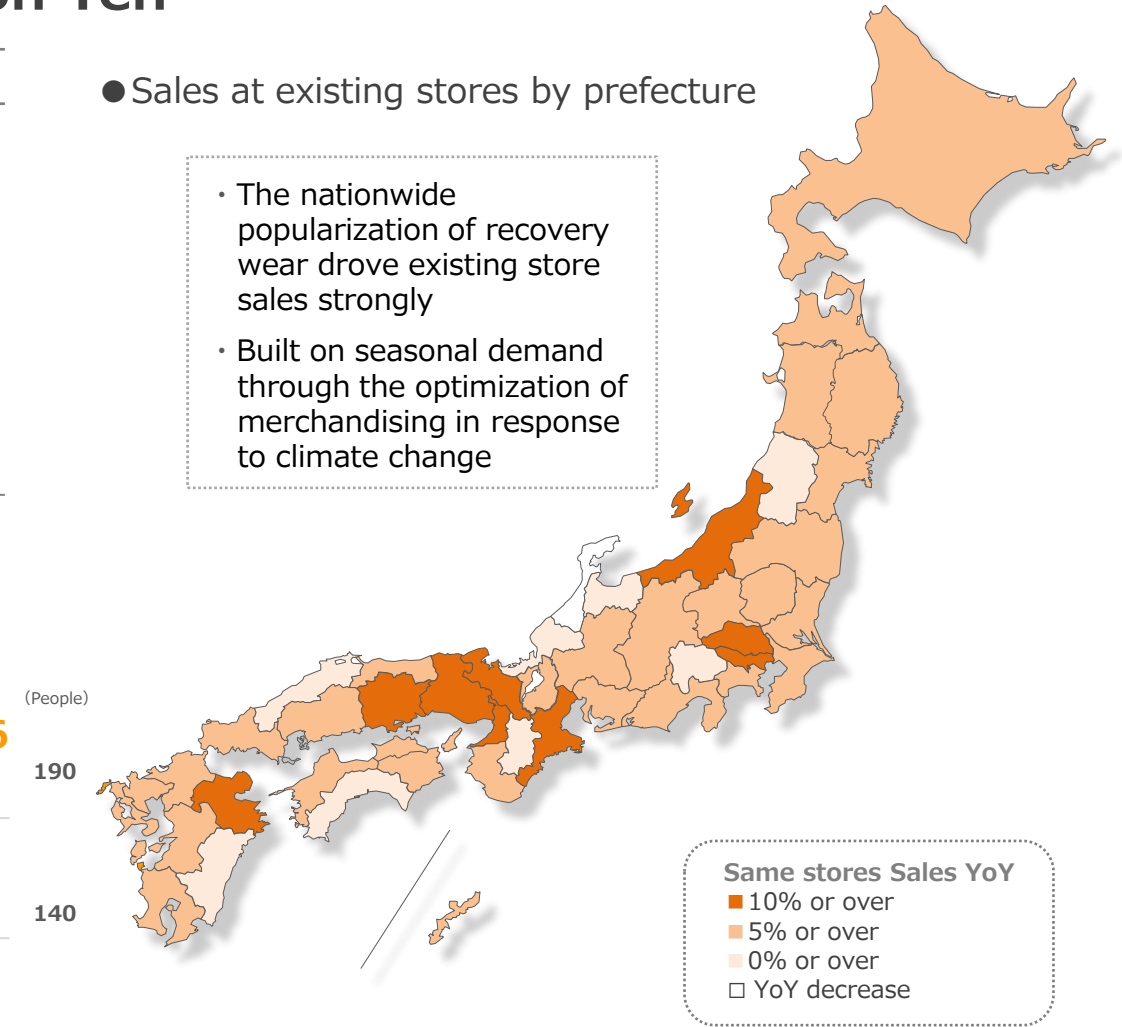 ● Sales at existing stores by prefecture
・The nationwide
popularization of recovery
wear drove existing store
sales strongly
・Built on seasonal demand
through the optimization of
merchandising in response
to climate change
(People)
190
140
Same stores Sales YoY
■ 10% or over
■ 5% or over
■ 0% or over
□ YoY decrease